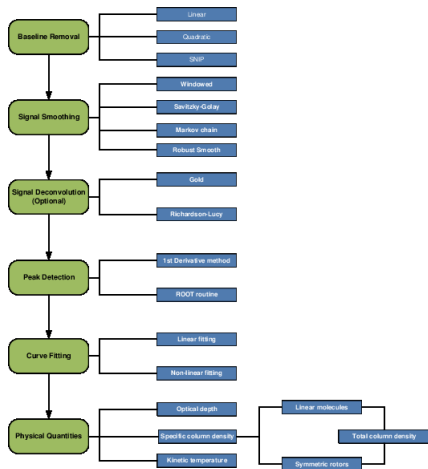 Baseline Removal
Linear
Quadratic
SNIP
Signal Smoothing
Windowed
Savitzky-Golay
Markov chain
Robust Smooth
Signal Deconvolution
(Optional)
Gold
Richardson-Lucy
Peak Detection
1st Derivative method
ROOT routine
Curve Fitting
Linear fitting
Non-linear fitting
Physical Quantities
Optical depth
Specific column density
Kinetic temperature
Linear molecules
Symmetric rotors
Total column density